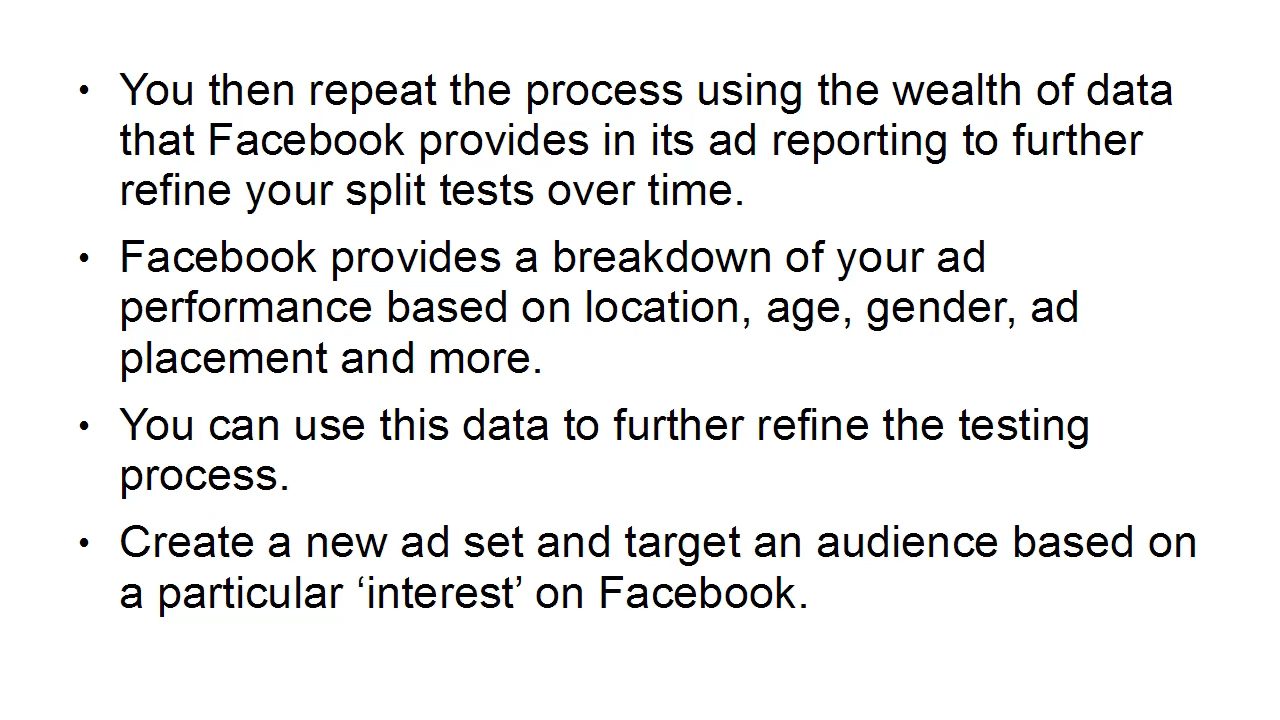 • You then repeat the process using the wealth of data
that Facebook provides in its ad reporting to further
refine your split tests over time.
• Facebook provides a breakdown of your ad
performance based on location, age, gender, ad
placement and more.
• You can use this data to further refine the testing
process.
• Create a new ad set and target an audience based on
a particular ‘interest’ on Facebook.